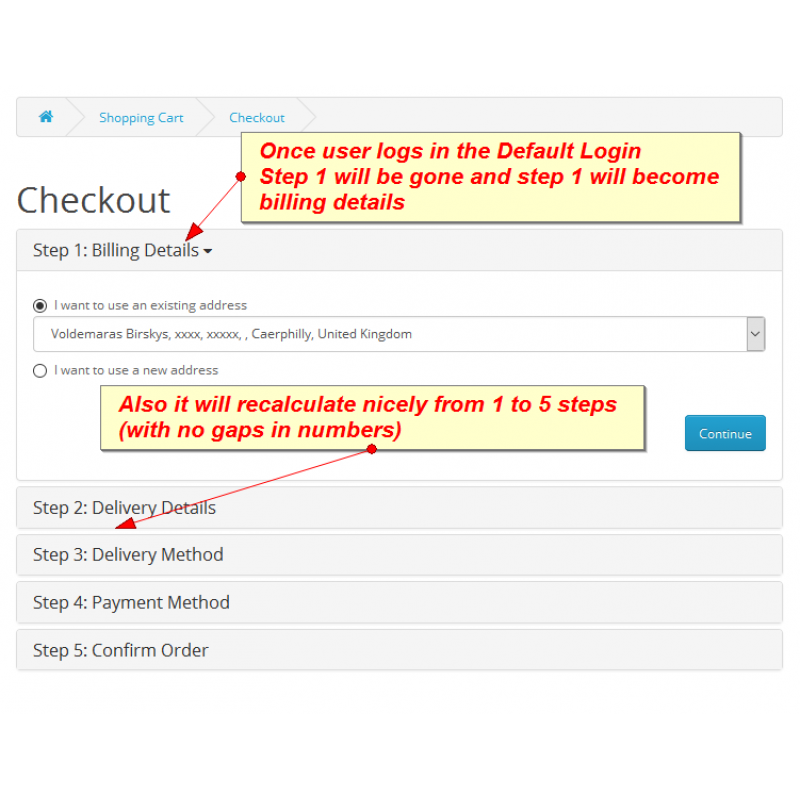 Shopping Cart
Checkout
Once user logs in the Default Login
Step 1 will be gone and step 1 will become
billing details
Checkout
Step 1: Billing Details
I want to use an existing address
Voldemaras Birskys, xxxx, xxxxx, , Caerphilly, United Kingdom
I want to use a new address
Also it will recalculate nicely from 1 to 5 steps
(with no gaps in numbers)
Continue
Step 2: Delivery Details
Step 3: Delivery Method
Step 4: Payment Method
Step 5: Confirm Order